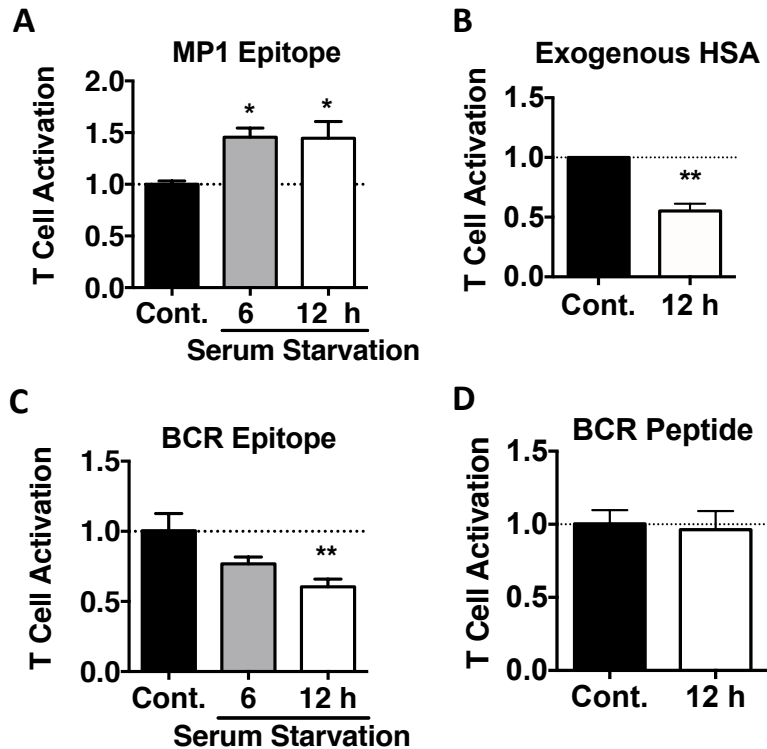 A
MP1 Epitope
T Cell Activation
2.0
1.5
1.0
0.5
0.0
*
*
Cont.
6
12 h
Serum Starvation
B
Exogenous HSA
T Cell Activation
1.5
1.0
0.5
0.0
**
Cont.
12 h
C
BCR Epitope
T Cell Activation
1.5
1.0
0.5
0.0
**
Cont.
6
12 h
Serum Starvation
D
BCR Peptide
T Cell Activation
1.5
1.0
0.5
0.0
Cont.
12 h